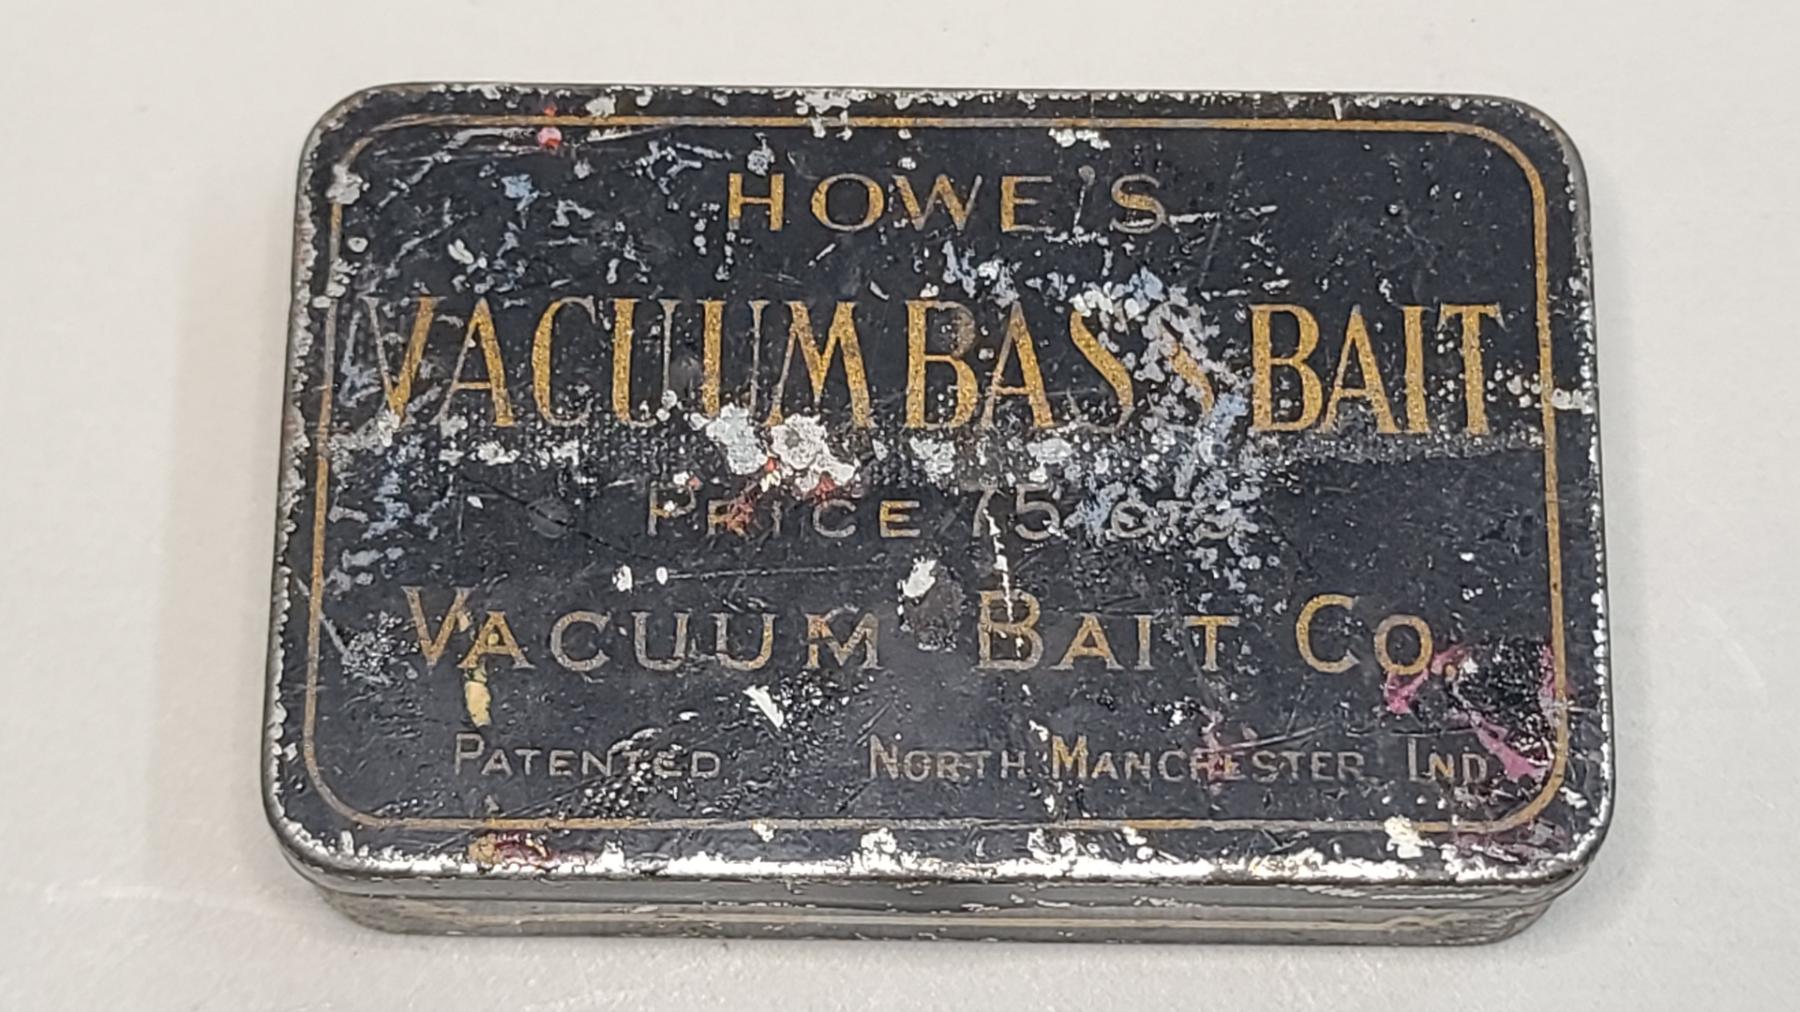 HOWE'S
VACUUM BASS BAIT
PRICE 75 CTS
VACUUM BAIT CO.
PATENTED NORTH MANCHESTER IND.